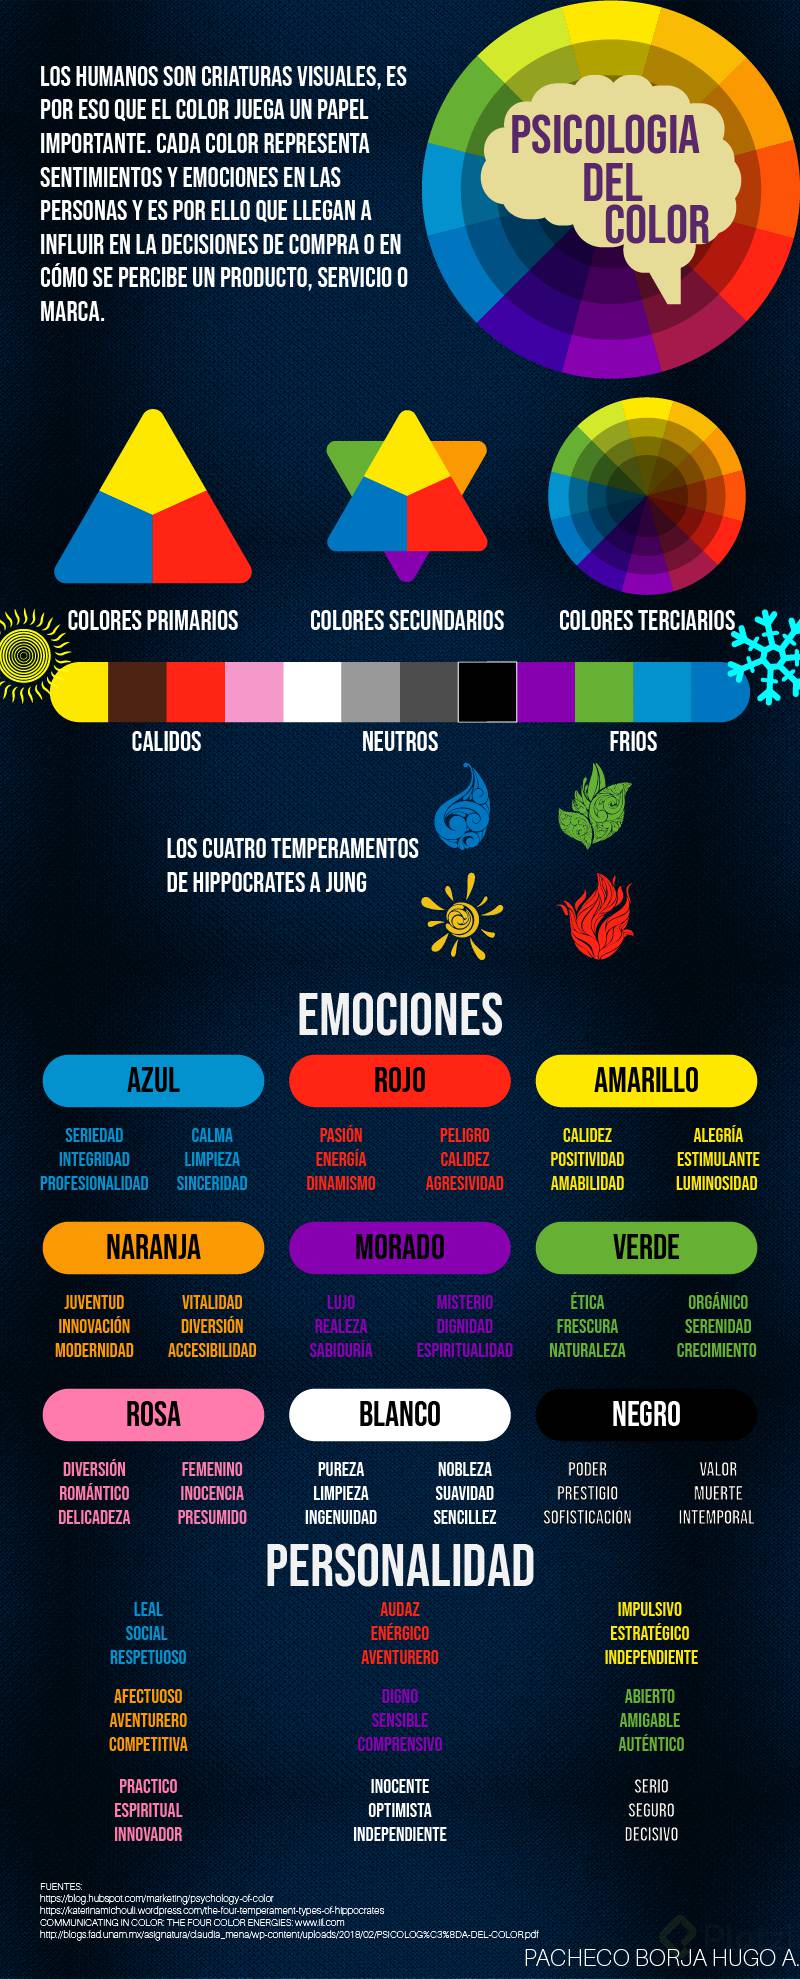 LOS HUMANOS SON CRIATURAS VISUALES, ES
POR ESO QUE EL COLOR JUEGA UN PAPEL
IMPORTANTE. CADA COLOR REPRESENTA
SENTIMIENTOS Y EMOCIONES EN LAS
PERSONAS Y ES POR ELLO QUE LLEGAN A
INFLUIR EN LA DECISIONES DE COMPRA O EN
CÓMO SE PERCIBE UN PRODUCTO, SERVICIO O
MARCA.
PSICOLOGIA
DEL
COLOR
COLORES PRIMARIOS
COLORES SECUNDARIOS
COLORES TERCIARIOS
CALIDOS
NEUTROS
FRIOS
LOS CUATRO TEMPERAMENTOS
DE HIPPOCRATES A JUNG
EMOCIONES
AZUL
SERIEDAD
INTEGRIDAD
PROFESIONALIDAD
CALMA
LIMPIEZA
SINCERIDAD
ROJO
PASIÓN
ENERGÍA
DINAMISMO
PELIGRO
CALIDEZ
AGRESIVIDAD
AMARILLO
CALIDEZ
POSITIVIDAD
AMABILIDAD
ALEGRÍA
ESTIMULANTE
LUMINOSIDAD
NARANJA
JUVENTUD
INNOVACIÓN
MODERNIDAD
VITALIDAD
DIVERSIÓN
ACCESIBILIDAD
MORADO
LUJO
REALEZA
SABIDURÍA
MISTERIO
DIGNIDAD
ESPIRITUALIDAD
VERDE
ÉTICA
FRESCURA
NATURALEZA
ORGÁNICO
SERENIDAD
CRECIMIENTO
ROSA
DIVERSIÓN
ROMÁNTICO
DELICADEZA
FEMENINO
INOCENCIA
PRESUMIDO
BLANCO
PUREZA
LIMPIEZA
INGENUIDAD
NOBLEZA
SUAVIDAD
SENCILLEZ
NEGRO
PODER
PRESTIGIO
SOFISTICACIÓN
VALOR
MUERTE
INTEMPORAL
PERSONALIDAD
LEAL
SOCIAL
RESPETUOSO
AUDAZ
ENÉRGICO
AVENTURERO
IMPULSIVO
ESTRATÉGICO
INDEPENDIENTE
AFECTUOSO
AVENTURERO
COMPETITIVA
DIGNO
SENSIBLE
COMPRENSIVO
ABIERTO
AMIGABLE
AUTÉNTICO
PRACTICO
ESPIRITUAL
INNOVADOR
INOCENTE
OPTIMISTA
INDEPENDIENTE
SERIO
SEGURO
DECISIVO
FUENTES:
https://blog.hubspot.com/marketing/psychology-of-color
https://katerinamichouli.wordpress.com/the-four-temperament-types-of-hippocrates
COMMUNICATING IN COLOR: THE FOUR COLOR ENERGIES: www.ill.com
http://blogs.fad.unam.mx/asignatura/claudia_mena/wp-content/uploads/2018/02/PSICOLOG%C3%8DA-DEL-COLOR.pdf
PACHECO BORJA HUGO A.